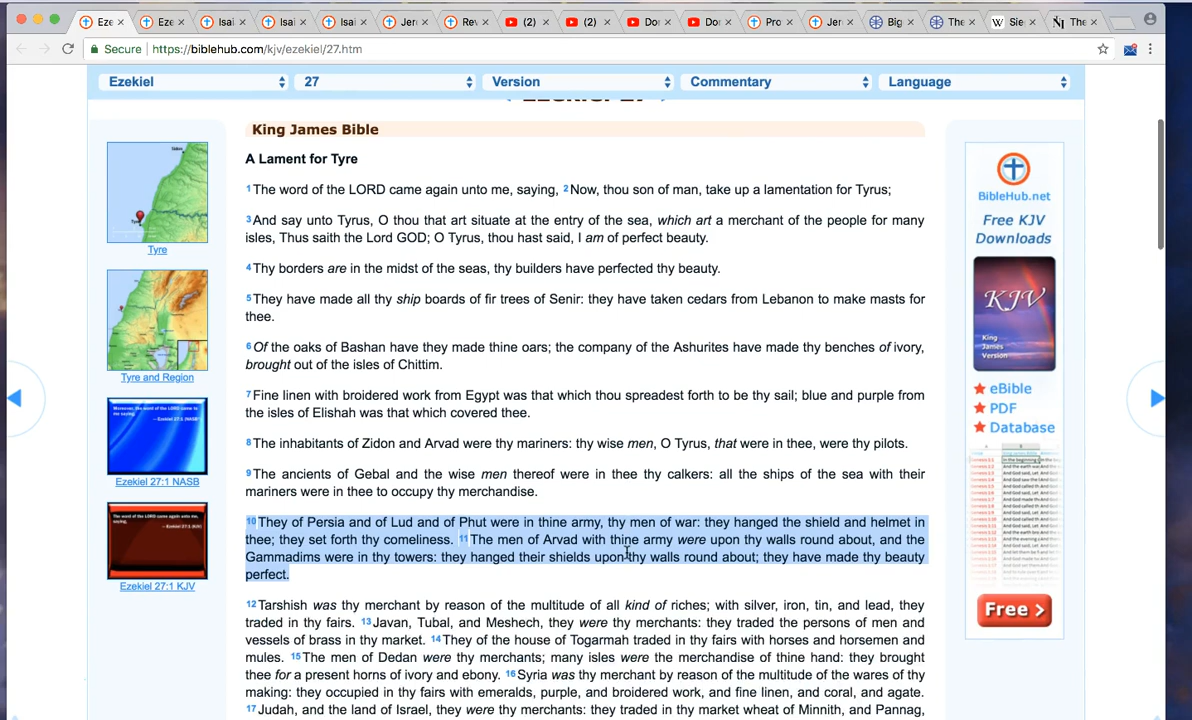 Eze
Eze
Isai
Isai
Isai
Jer
Rev
(2)
(2)
Do
Do
Pro
Jer
Big
The
Sie
The
Secure | https://biblehub.com/kjv/ezekiel/27.htm
Ezekiel 27 Version Commentary Language
King James Bible
A Lament for Tyre
1The word of the LORD came again unto me, saying, 2Now, thou son of man, take up a lamentation for Tyrus;
3And say unto Tyrus, O thou that art situate at the entry of the sea, which art a merchant of the people for many
isles, Thus saith the Lord GOD; O Tyrus, thou hast said, I am of perfect beauty.
4Thy borders are in the midst of the seas, thy builders have perfected thy beauty.
5They have made all thy ship boards of fir trees of Senir: they have taken cedars from Lebanon to make masts for
thee.
6Of the oaks of Bashan have they made thine oars; the company of the Ashurites have made thy benches of ivory,
brought out of the isles of Chittim.
7Fine linen with broidered work from Egypt was that which thou spreadest forth to be thy sail; blue and purple from
the isles of Elishah was that which covered thee.
8The inhabitants of Zidon and Arvad were thy mariners: thy wise men, O Tyrus, that were in thee, were thy pilots.
9The ancients of Gebal and the wise men thereof were in thee thy calkers: all the ships of the sea with their
mariners were in thee to occupy thy merchandise.
10They of Persia and of Lud and of Phut were in thine army, thy men of war: they hanged the shield and helmet in
thee; they set forth thy comeliness. 11The men of Arvad with thine army were upon thy walls round about, and the
Gammadims were in thy towers: they hanged their shields upon thy walls round about; they have made thy beauty
perfect.
12Tarshish was thy merchant by reason of the multitude of all kind of riches; with silver, iron, tin, and lead, they
traded in thy fairs. 13Javan, Tubal, and Meshech, they were thy merchants: they traded the persons of men and
vessels of brass in thy market. 14They of the house of Togarmah traded in thy fairs with horses and horsemen and
mules. 15The men of Dedan were thy merchants; many isles were the merchandise of thine hand: they brought
thee for a present horns of ivory and ebony. 16Syria was thy merchant by reason of the multitude of the wares of thy
making: they occupied in thy fairs with emeralds, purple, and broidered work, and fine linen, and coral, and agate.
17Judah, and the land of Israel, they were thy merchants: they traded in thy market wheat of Minnith, and Pannag,
Tyre
Tyre and Region
Ezekiel 27:1 NASB
Ezekiel 27:1 KJV
BibleHub.net
Free KJV
Downloads
KJV
King
James
Version
eBible
PDF
Database
Free >